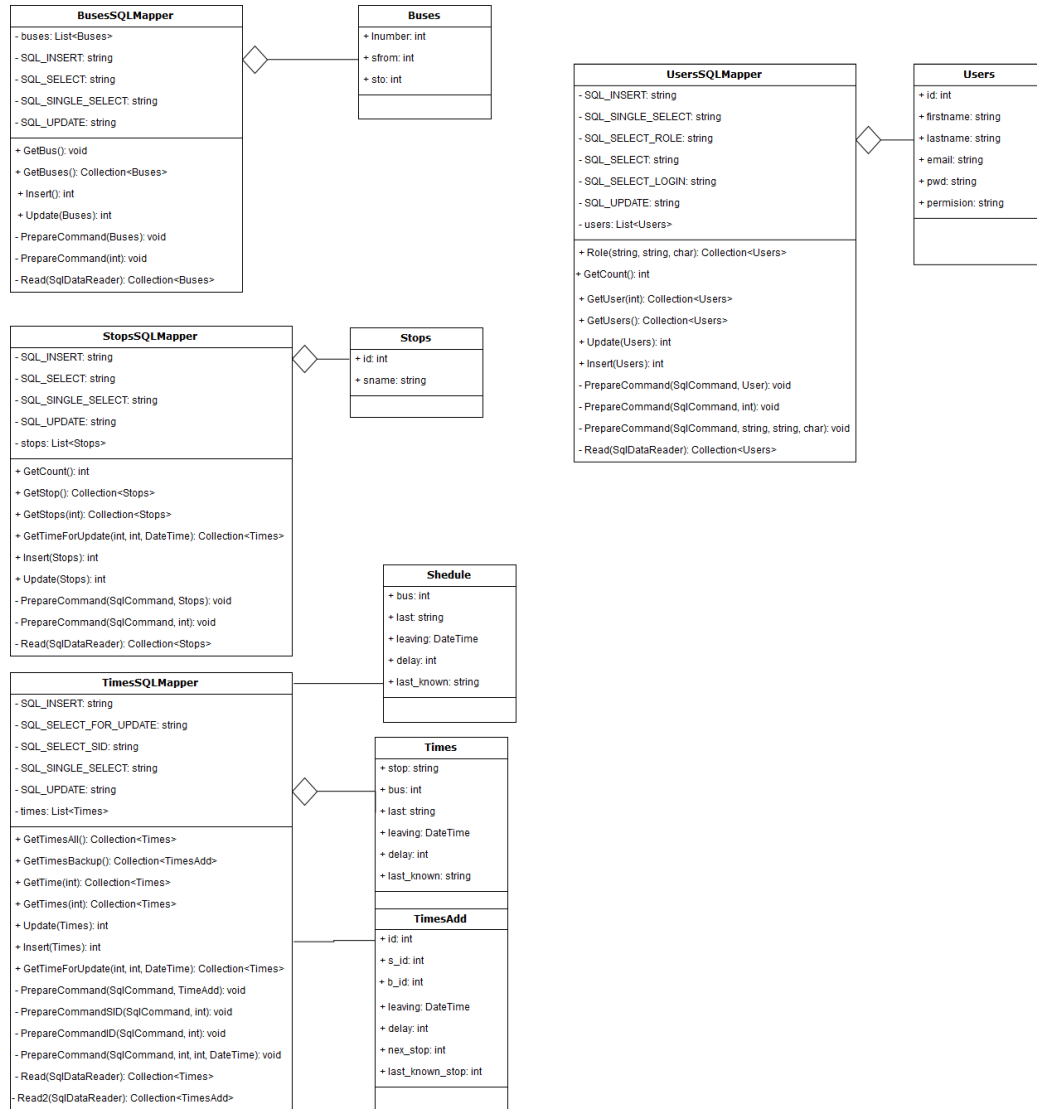 BusesSQLMapper
- buses: List<Buses>
- SQL_INSERT: string
- SQL_SELECT: string
- SQL_SINGLE_SELECT: string
- SQL_UPDATE: string
+ GetBus(): void
+ GetBuses(): Collection<Buses>
+ Insert(): int
+ Update(Buses): int
- PrepareCommand(Buses): void
- PrepareCommand(int): void
- Read(SqlDataReader): Collection<Buses>
Buses
+ lnumber: int
+ sfrom: int
+ sto: int
UsersSQLMapper
- SQL_INSERT: string
- SQL_SINGLE_SELECT: string
- SQL_SELECT_ROLE: string
- SQL_SELECT: string
- SQL_SELECT_LOGIN: string
- SQL_UPDATE: string
- users: List<Users>
+ Role(string, string, char): Collection<Users>
+ GetCount(): int
+ GetUser(int): Collection<Users>
+ GetUsers(): Collection<Users>
+ Update(Users): int
+ Insert(Users): int
- PrepareCommand(SqlCommand, User): void
- PrepareCommand(SqlCommand, int): void
- PrepareCommand(SqlCommand, string, string, char): void
- Read(SqlDataReader): Collection<Users>
Users
+ id: int
+ firstname: string
+ lastname: string
+ email: string
+ pwd: string
+ permision: string
StopsSQLMapper
- SQL_INSERT: string
- SQL_SELECT: string
- SQL_SINGLE_SELECT: string
- SQL_UPDATE: string
- stops: List<Stops>
+ GetCount(): int
+ GetStop(): Collection<Stops>
+ GetStops(int): Collection<Stops>
+ GetTimeForUpdate(int, int, DateTime): Collection<Times>
+ Insert(Stops): int
+ Update(Stops): int
- PrepareCommand(SqlCommand, Stops): void
- PrepareCommand(SqlCommand, int): void
- Read(SqlDataReader): Collection<Stops>
Stops
+ id: int
+ sname: string
Shedule
+ bus: int
+ last: string
+ leaving: DateTime
+ delay: int
+ last_known: string
TimesSQLMapper
- SQL_INSERT: string
- SQL_SELECT_FOR_UPDATE: string
- SQL_SELECT_SID: string
- SQL_SINGLE_SELECT: string
- SQL_UPDATE: string
- times: List<Times>
+ GetTimesAll(): Collection<Times>
+ GetTimesBackup(): Collection<TimesAdd>
+ GetTime(int): Collection<Times>
+ GetTimes(int): Collection<Times>
+ Update(Times): int
+ Insert(Times): int
+ GetTimeForUpdate(int, int, DateTime): Collection<Times>
- PrepareCommand(SqlCommand, TimeAdd): void
- PrepareCommandSID(SqlCommand, int): void
- PrepareCommandID(SqlCommand, int): void
- PrepareCommand(SqlCommand, int, int, DateTime): void
- Read(SqlDataReader): Collection<Times>
- Read2(SqlDataReader): Collection<TimesAdd>
Times
+ stop: string
+ bus: int
+ last: string
+ leaving: DateTime
+ delay: int
+ last_known: string
TimesAdd
+ id: int
+ s_id: int
+ b_id: int
+ leaving: DateTime
+ delay: int
+ nex_stop: int
+ last_known_stop: int